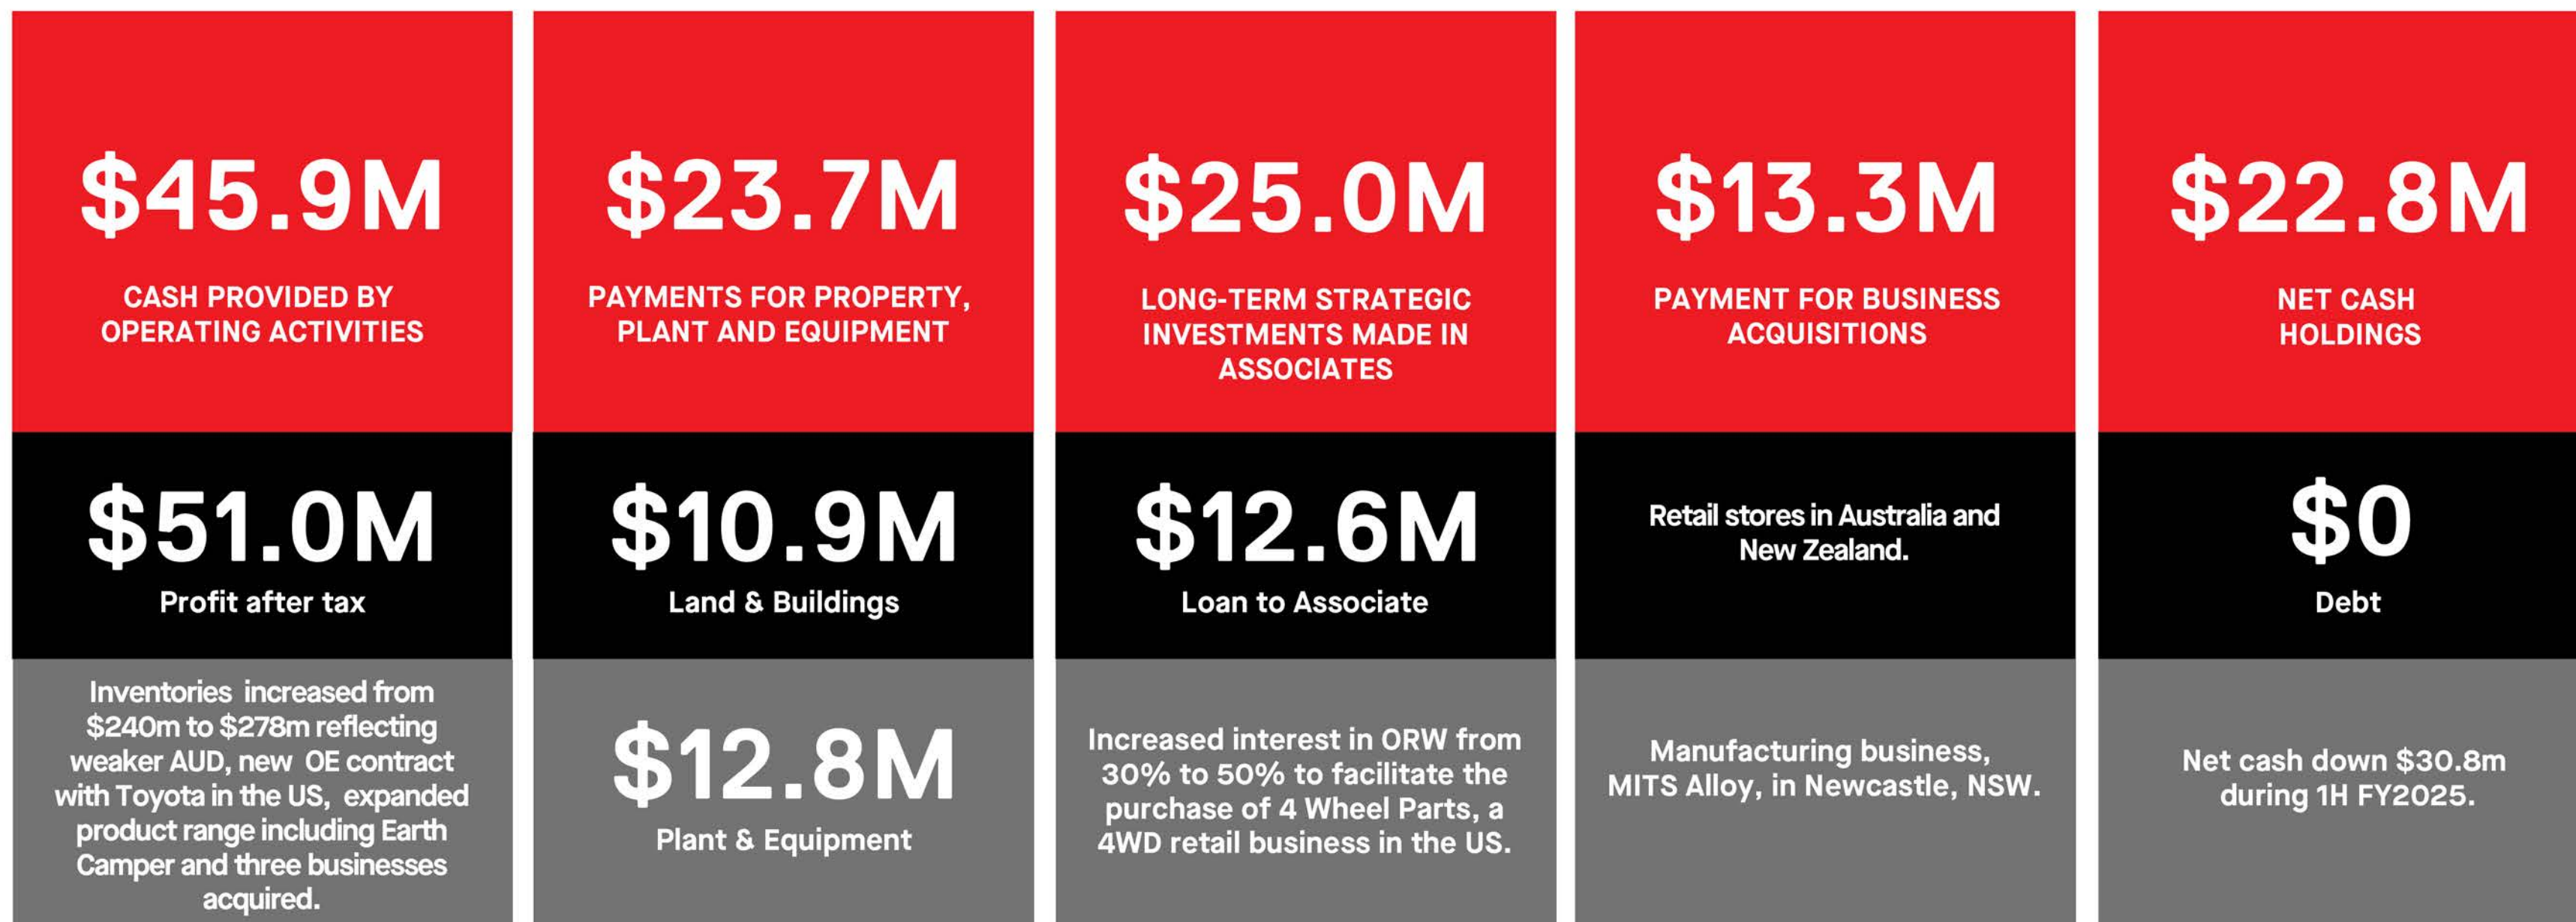 $45.9M
CASH PROVIDED BY
OPERATING ACTIVITIES
$51.0M
Profit after tax
Inventories increased from
$240m to $278m reflecting
weaker AUD, new OE contract
with Toyota in the US, expanded
product range including Earth
Camper and three businesses
acquired.
$23.7M
PAYMENTS FOR PROPERTY,
PLANT AND EQUIPMENT
$10.9M
Land & Buildings
$12.8M
Plant & Equipment
$25.0M
LONG-TERM STRATEGIC
INVESTMENTS MADE IN
ASSOCIATES
$12.6M
Loan to Associate
Increased interest in ORW from
30% to 50% to facilitate the
purchase of 4 Wheel Parts, a
4WD retail business in the US.
$13.3M
PAYMENT FOR BUSINESS
ACQUISITIONS
Retail stores in Australia and
New Zealand.
Manufacturing business,
MITS Alloy, in Newcastle, NSW.
$22.8M
NET CASH
HOLDINGS
$0
Debt
Net cash down $30.8m
during 1H FY2025.